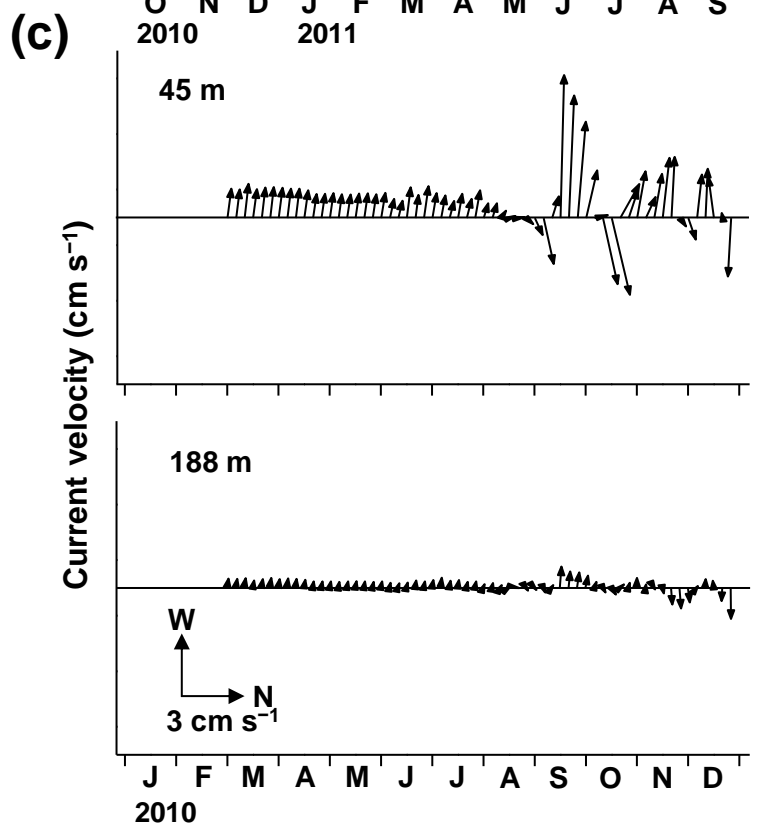 O N D J F M A M J J A S
2010 2011
(c)
45 m
Current velocity (cm s⁻¹)
188 m
W
N
3 cm s⁻¹
J F M A M J J A S O N D
2010